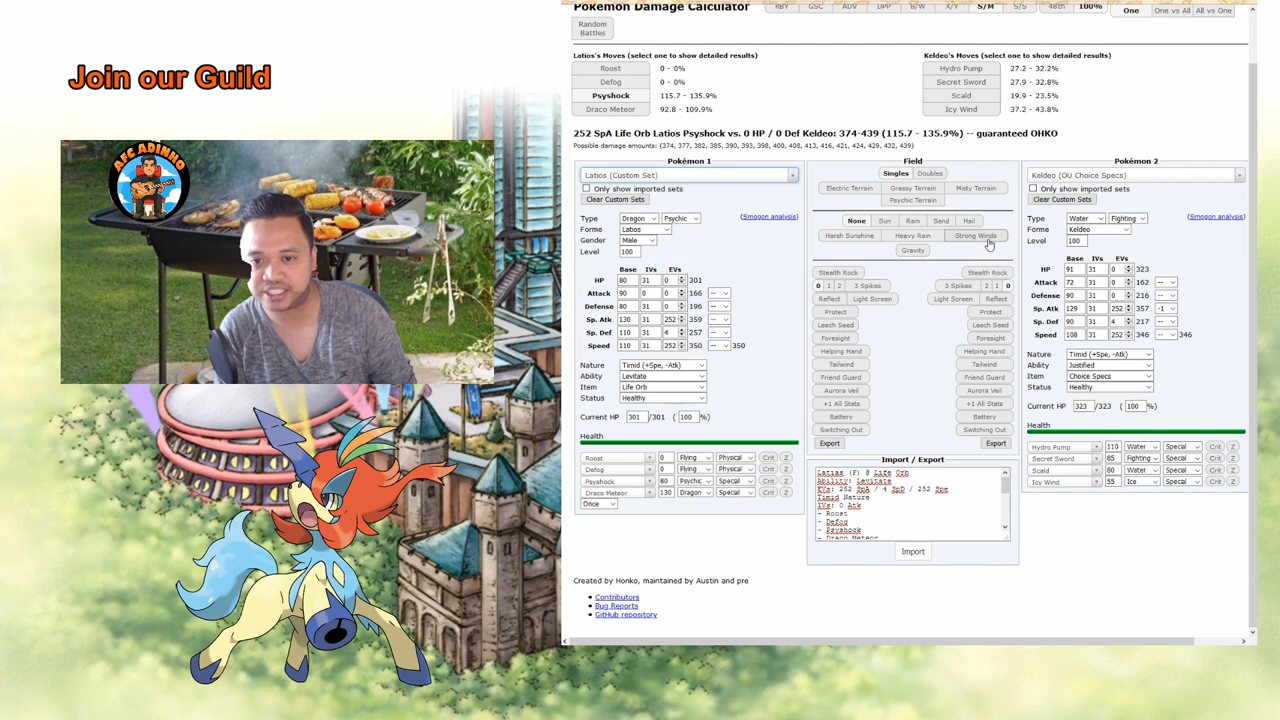 Pokémon Damage Calculator RBY GSC ADV DPP B/W X/Y S/M S/S 48th 100% One One vs All All vs One
Random
Battles
Join our Guild
AFC ADINHO
Latios's Moves (select one to show detailed results) Keldeo's Moves (select one to show detailed results)
Roost 0 - 0% Hydro Pump 27.2 - 32.2%
Defog 0 - 0% Secret Sword 27.9 - 32.8%
Psyshock 115.7 - 135.9% Scald 19.9 - 23.5%
Draco Meteor 92.8 - 109.9% Icy Wind 37.2 - 43.8%
252 SpA Life Orb Latios Psyshock vs. 0 HP / 0 Def Keldeo: 374-439 (115.7 - 135.9%) -- guaranteed OHKO
Possible damage amounts: (374, 377, 382, 385, 390, 393, 398, 400, 408, 413, 416, 421, 424, 429, 432, 439)
Pokémon 1
Latios (Custom Set)
Only show imported sets
Clear Custom Sets
Type Dragon Psychic (Smogon analysis)
Forme Latios
Gender Male
Level 100
Base IVs EVs
HP 80 31 0 301
Attack 90 0 0 166 --
Defense 80 31 0 196 --
Sp. Atk 130 31 252 359 --
Sp. Def 110 31 4 257 --
Speed 110 31 252 350 -- 350
Nature Timid (+Spe, -Atk)
Ability Levitate
Item Life Orb
Status Healthy
Current HP 301 /301 ( 100 %)
Health
Roost 0 Flying Physical Crit Z
Defog 0 Flying Physical Crit Z
Psyshock 80 Psychic Special Crit Z
Draco Meteor 130 Dragon Special Crit Z
Once
Field
Singles Doubles
Electric Terrain Grassy Terrain Misty Terrain
Psychic Terrain
None Sun Rain Sand Hail
Harsh Sunshine Heavy Rain Strong Winds
Gravity
Stealth Rock Stealth Rock
0 1 2 3 Spikes 3 Spikes 2 1 0
Reflect Light Screen Light Screen Reflect
Protect Protect
Leech Seed Leech Seed
Foresight Foresight
Helping Hand Helping Hand
Tailwind Tailwind
Friend Guard Friend Guard
Aurora Veil Aurora Veil
+1 All Stats +1 All Stats
Battery Battery
Switching Out Switching Out
Export Export
Import / Export
Latios (M) @ Life Orb
Ability: Levitate
EVs: 252 SpA / 4 SpD / 252 Spe
Timid Nature
IVs: 0 Atk
- Roost
- Defog
- Psyshock
- Draco Meteor
Import
Pokémon 2
Keldeo (OU Choice Specs)
Only show imported sets
Clear Custom Sets
Type Water Fighting (Smogon analysis)
Forme Keldeo
Level 100
Base IVs EVs
HP 91 31 0 323
Attack 72 31 0 162 --
Defense 90 31 0 216 --
Sp. Atk 129 31 252 357 -1
Sp. Def 90 31 4 217 --
Speed 108 31 252 346 -- 346
Nature Timid (+Spe, -Atk)
Ability Justified
Item Choice Specs
Status Healthy
Current HP 323 /323 ( 100 %)
Health
Hydro Pump 110 Water Special Crit Z
Secret Sword 85 Fighting Special Crit Z
Scald 80 Water Special Crit Z
Icy Wind 55 Ice Special Crit Z
Created by Honko, maintained by Austin and pre
Contributors
Bug Reports
GitHub repository